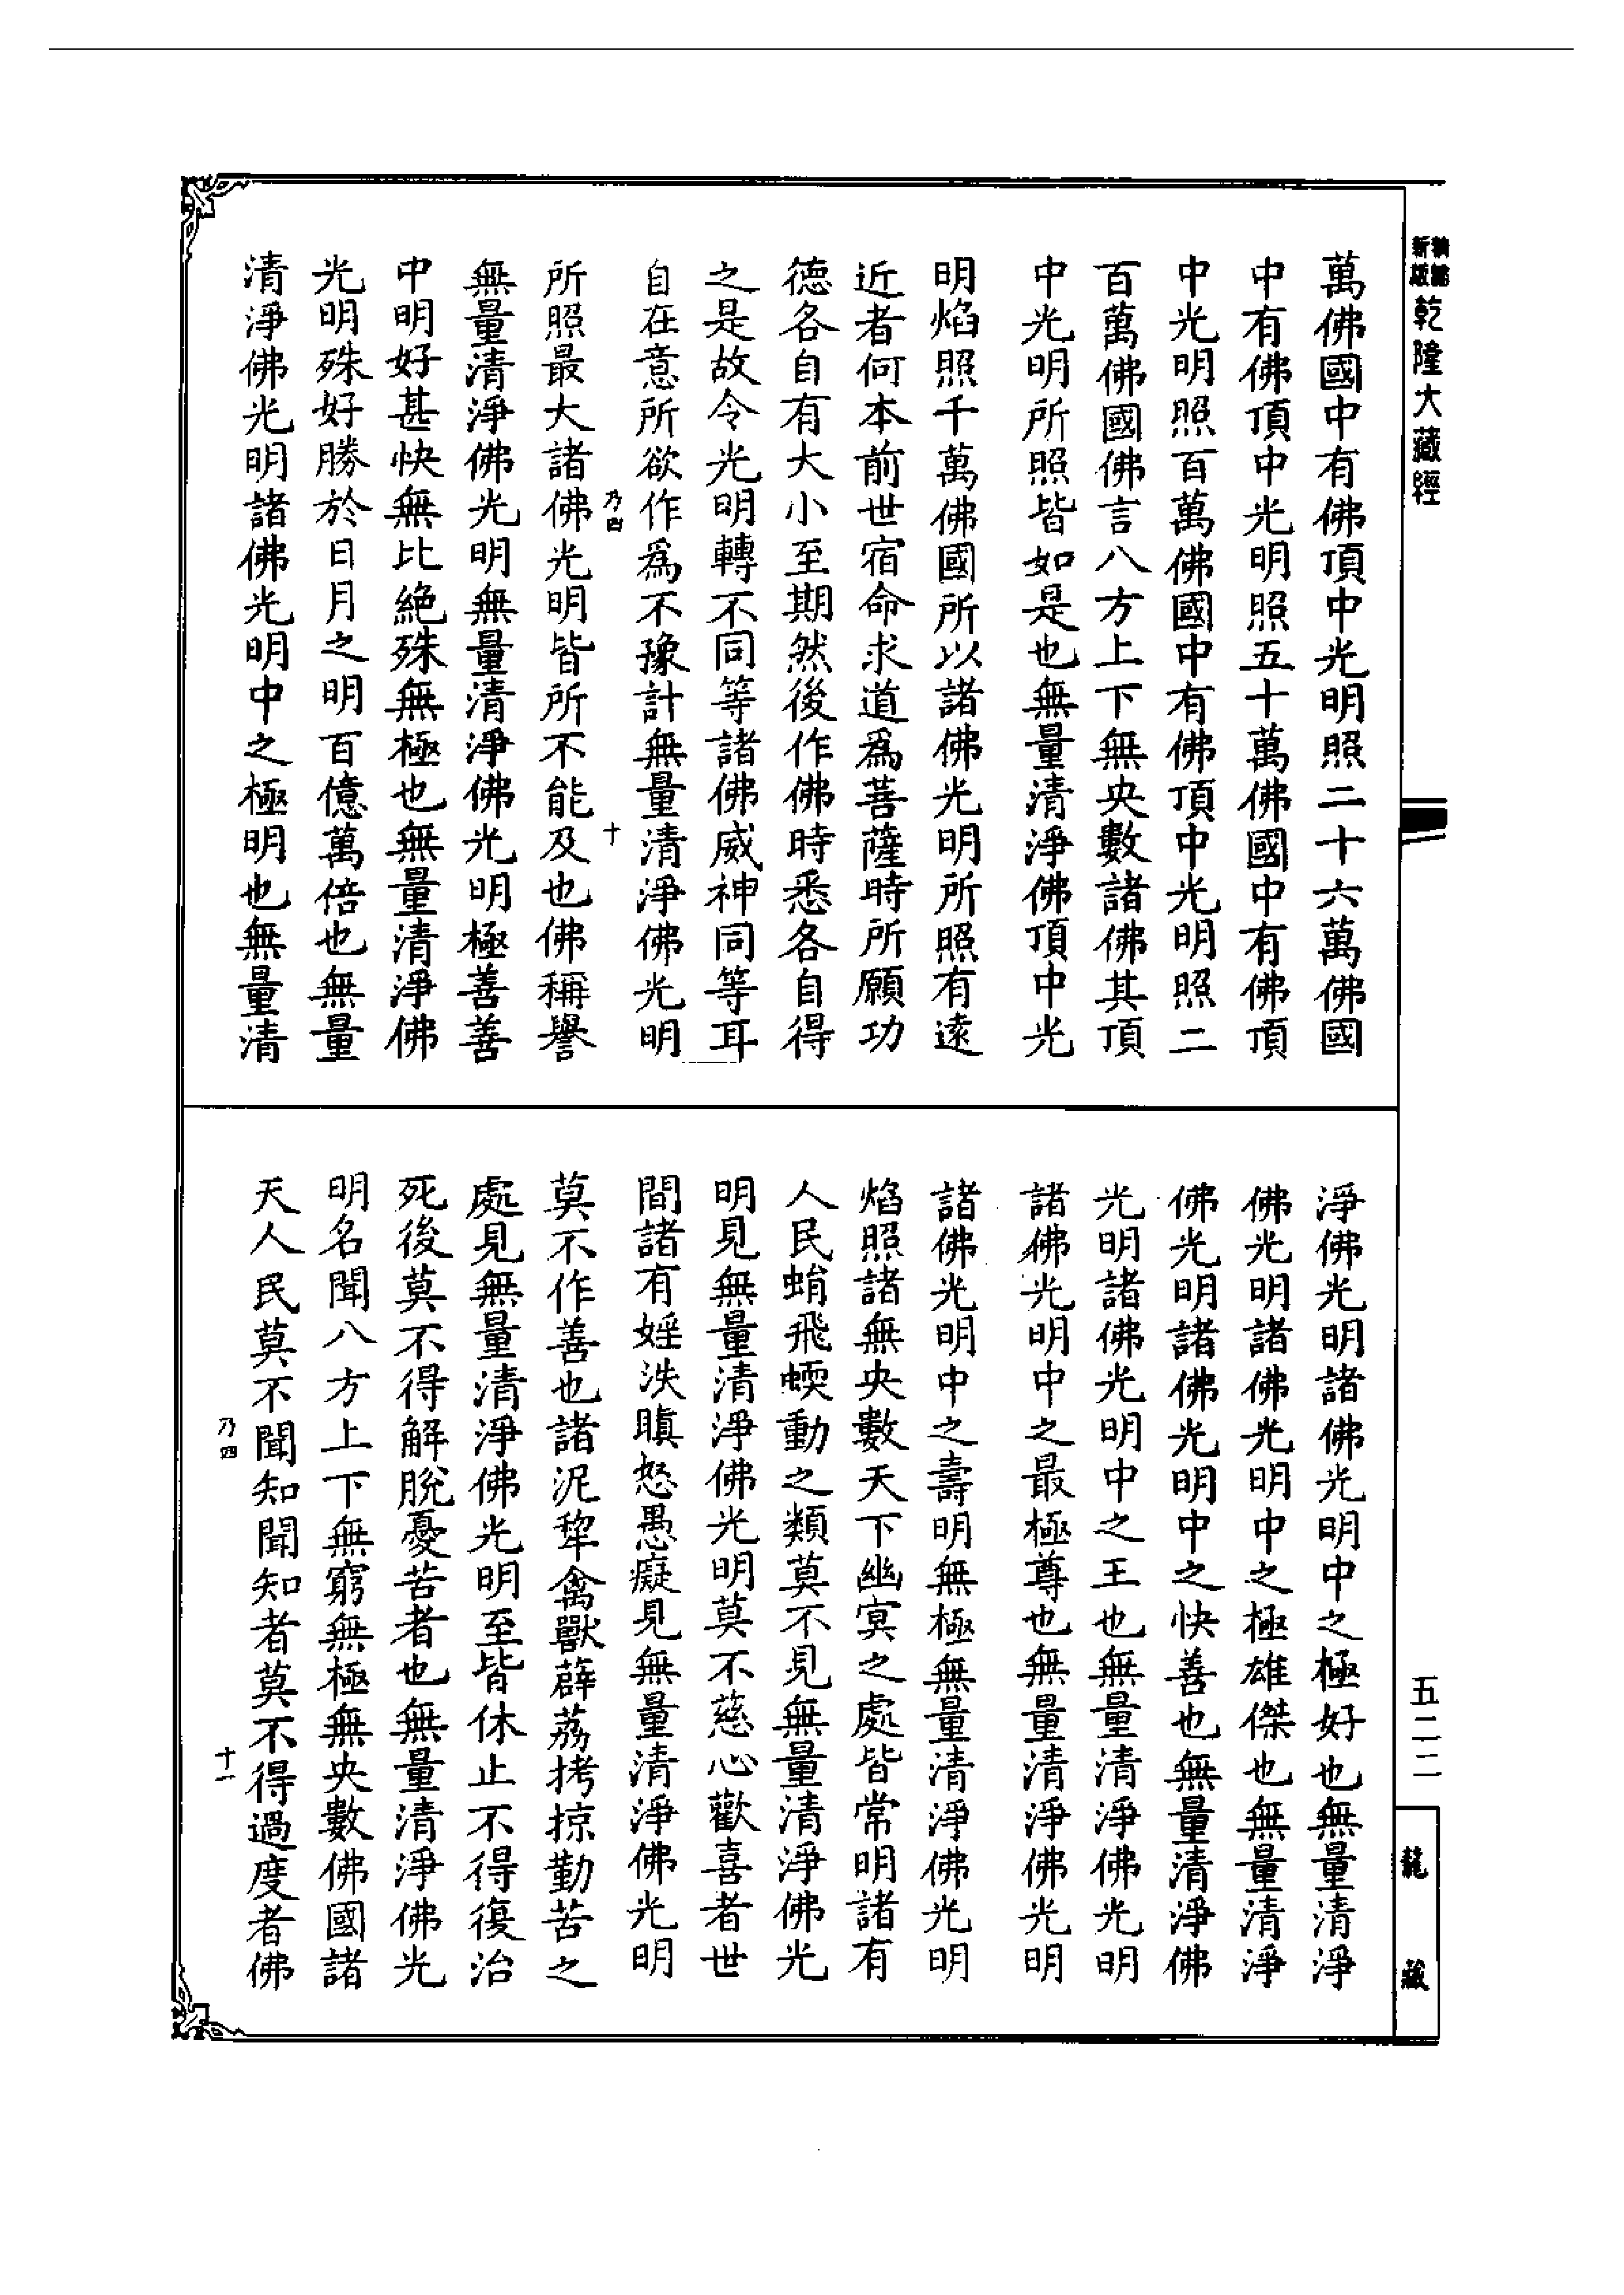 新版
乾隆大藏經
萬佛國中有佛頂中光明照二十六萬佛國
中有佛頂中光明照五十萬佛國中有佛頂
中光明照百萬佛國中有佛頂中光明照二
百萬佛國佛言八方上下無央數諸佛其頂
中光明所照皆如是也無量清淨佛頂中光
明焰照千萬佛國所以諸佛光明所照有遠
近者何本前世宿命求道爲菩薩時所願功
德各自有大小至期然後作佛時悉各自得
之是故令光明轉不同等諸佛威神同等耳
自在意所欲作爲不豫計無量清淨佛光明
乃四
十
所照最大諸佛光明皆所不能及也佛稱譽
無量清淨佛光明無量清淨佛光明極善善
中明好甚快無比絶殊無極也無量清淨佛
光明殊好勝於日月之明百億萬倍也無量
清淨佛光明諸佛光明中之極明也無量清
淨佛光明諸佛光明中之極好也無量清淨
佛光明諸佛光明中之極雄傑也無量清淨
佛光明諸佛光明中之快善也無量清淨佛
光明諸佛光明中之王也無量清淨佛光明
諸佛光明中之最極尊也無量清淨佛光明
諸佛光明中之壽明無極無量清淨佛光明
焰照諸無央數天下幽冥之處皆常明諸有
人民蜎飛蝡動之類莫不見無量清淨佛光
明見無量清淨佛光明莫不慈心歡喜者世
間諸有婬泆瞋怒愚癡見無量清淨佛光明
莫不作善也諸泥犂禽獸薜荔拷掠勤苦之
處見無量清淨佛光明至皆休止不得復治
死後莫不得解脫憂苦者也無量清淨佛光
明名聞八方上下無窮無極無央數佛國諸
天人民莫不聞知聞知者莫不得過度者佛
乃四
十一
五二二
龍藏